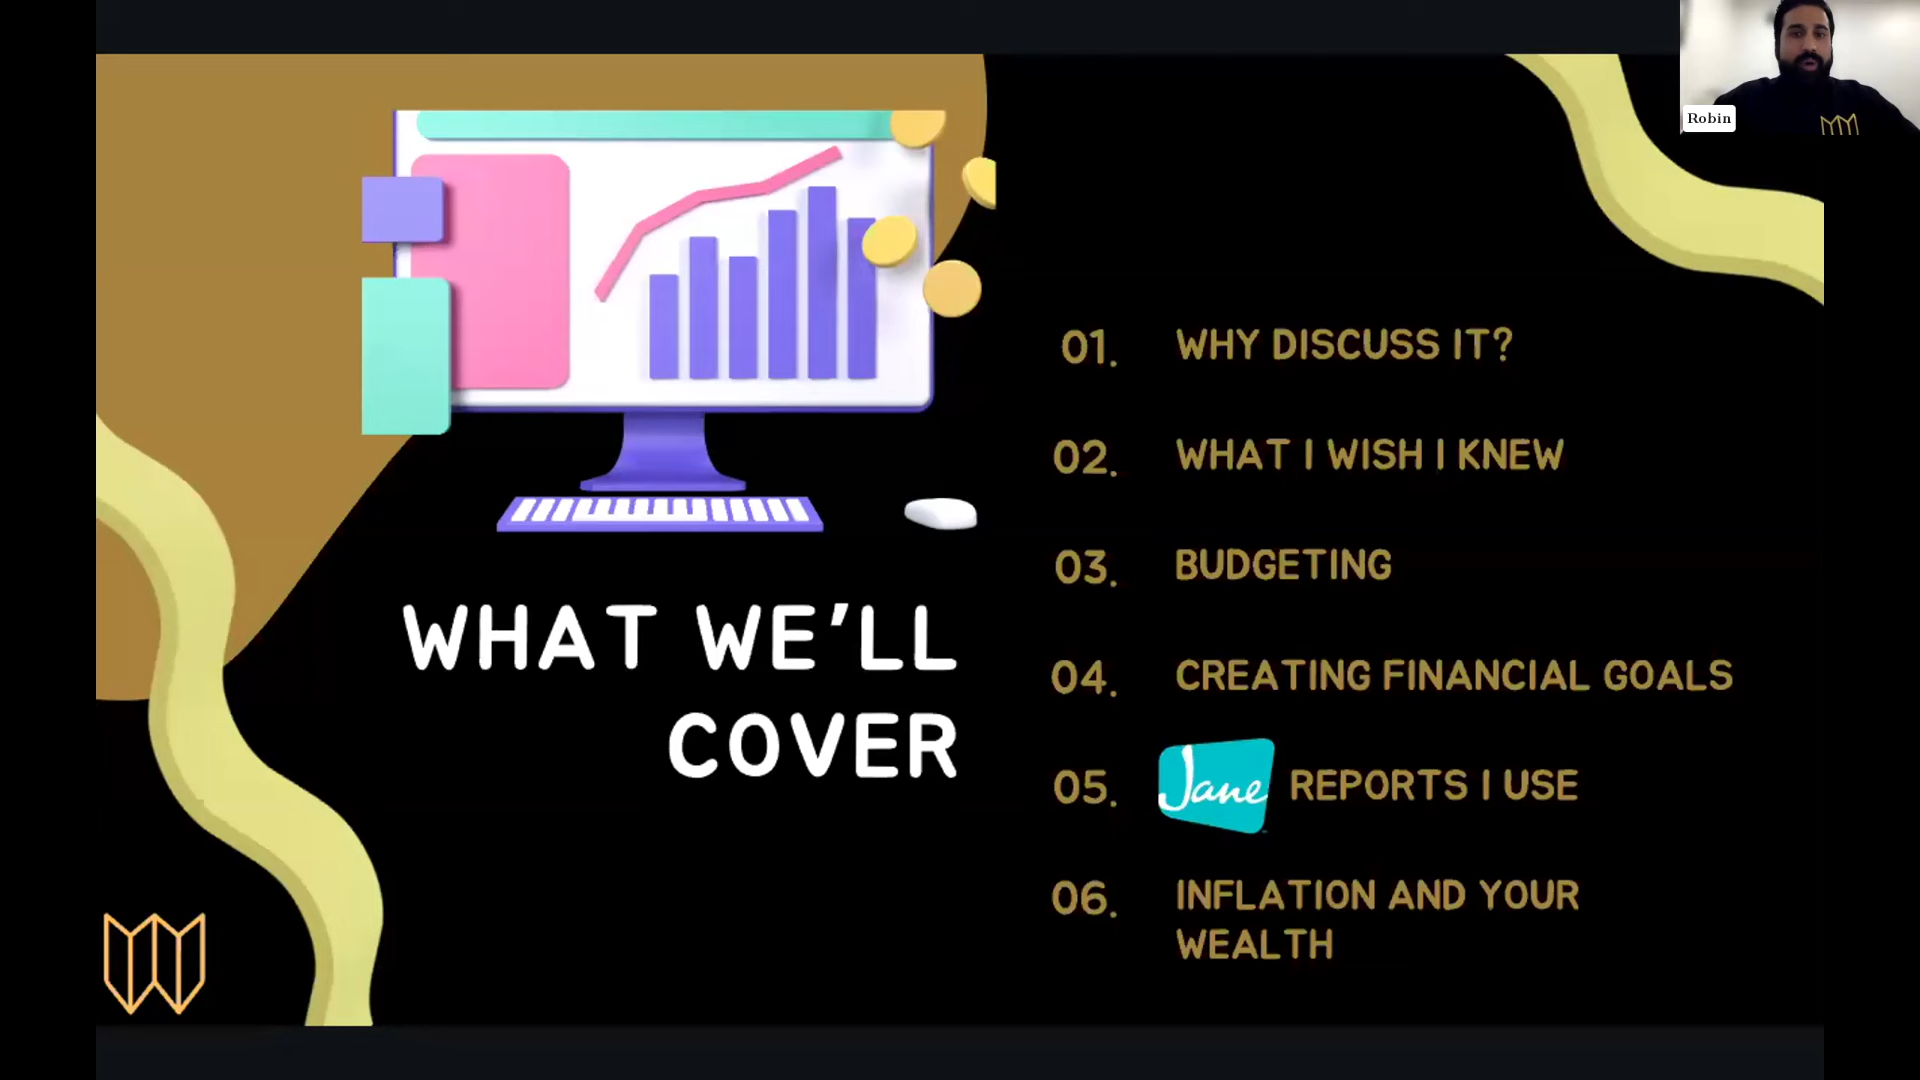 Robin
WHAT WE'LL
COVER
01. WHY DISCUSS IT?
02. WHAT I WISH I KNEW
03. BUDGETING
04. CREATING FINANCIAL GOALS
05. Jane REPORTS I USE
06. INFLATION AND YOUR
WEALTH